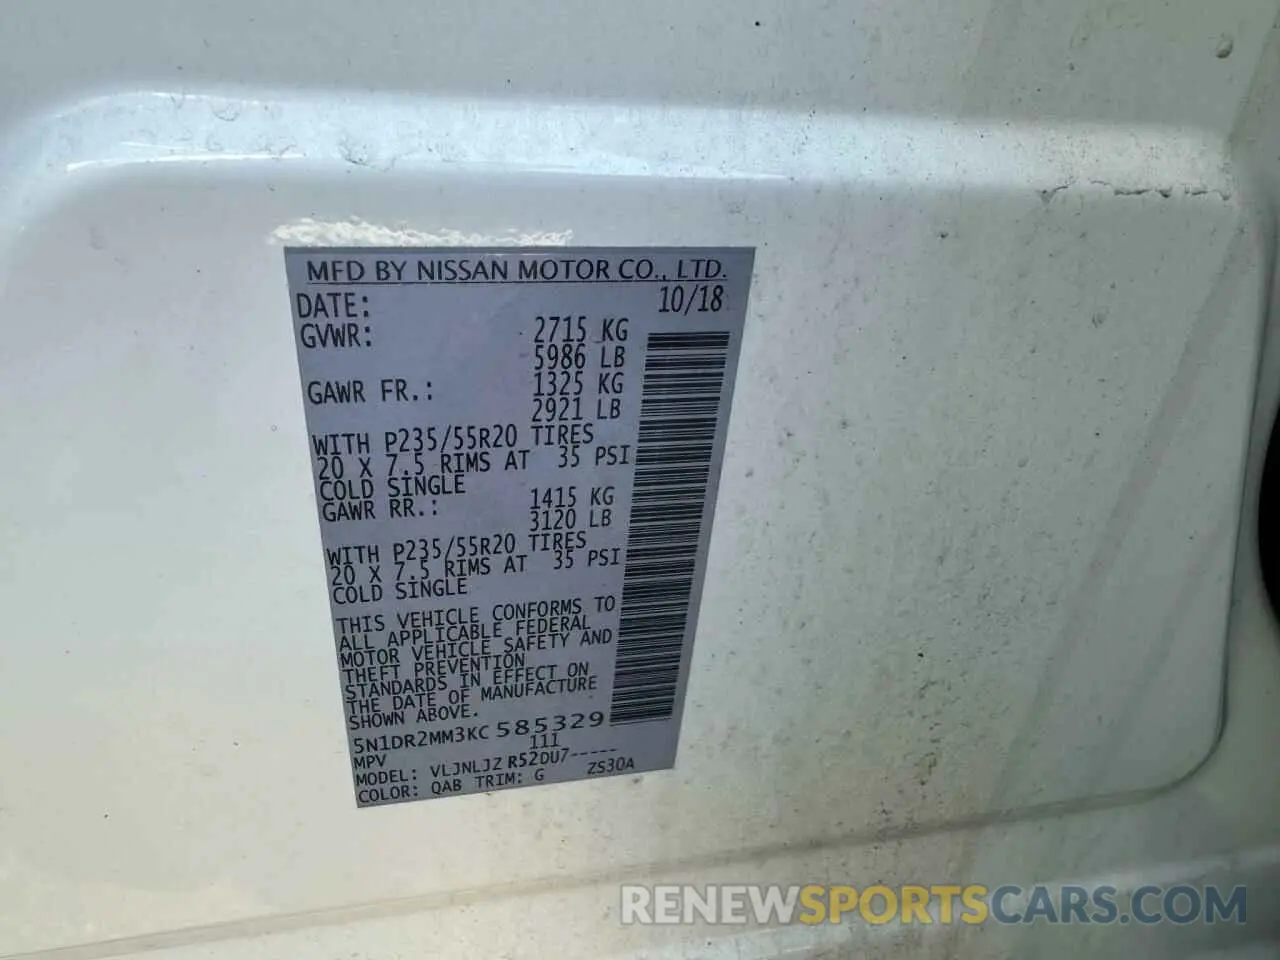 MFD BY NISSAN MOTOR CO., LTD.
DATE: 10/18
GVWR: 2715 KG
5986 LB
GAWR FR.: 1325 KG
2921 LB
WITH P235/55R20 TIRES
20 X 7.5 RIMS AT 35 PSI
COLD SINGLE
GAWR RR.: 1415 KG
3120 LB
WITH P235/55R20 TIRES
20 X 7.5 RIMS AT 35 PSI
COLD SINGLE
THIS VEHICLE CONFORMS TO
ALL APPLICABLE FEDERAL
MOTOR VEHICLE SAFETY AND
THEFT PREVENTION
STANDARDS IN EFFECT ON
THE DATE OF MANUFACTURE
SHOWN ABOVE.
5N1DR2MM3KC585329
MPV 111
MODEL: VLJNLJZ R52DU7-----
COLOR: QAB TRIM: G ZS30A
RENEWSPORTSCARS.COM